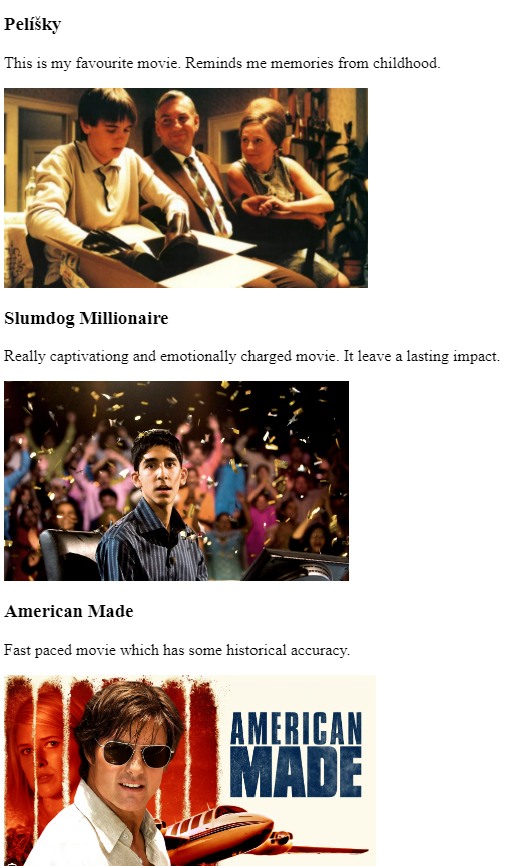 Pelíšky
This is my favourite movie. Reminds me memories from childhood.
Slumdog Millionaire
Really captivationg and emotionally charged movie. It leave a lasting impact.
American Made
Fast paced movie which has some historical accuracy.
AMERICAN
MADE